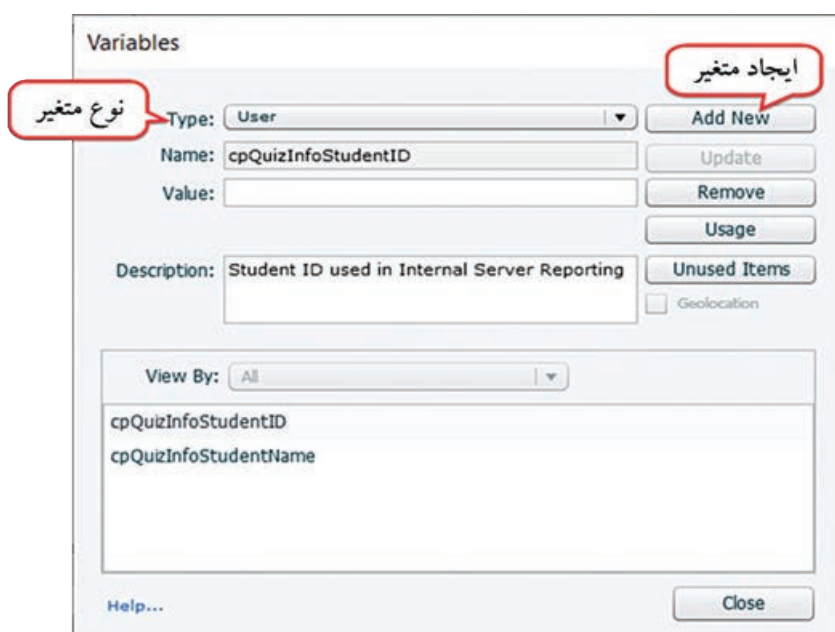 Variables
ایجاد متغیر
نوع متغیر
Type: User
Add New
Name: cpQuizInfoStudentID
Update
Value:
Remove
Usage
Description: Student ID used in Internal Server Reporting
Unused Items
Geolocation
View By: All
cpQuizInfoStudentID
cpQuizInfoStudentName
Help...
Close